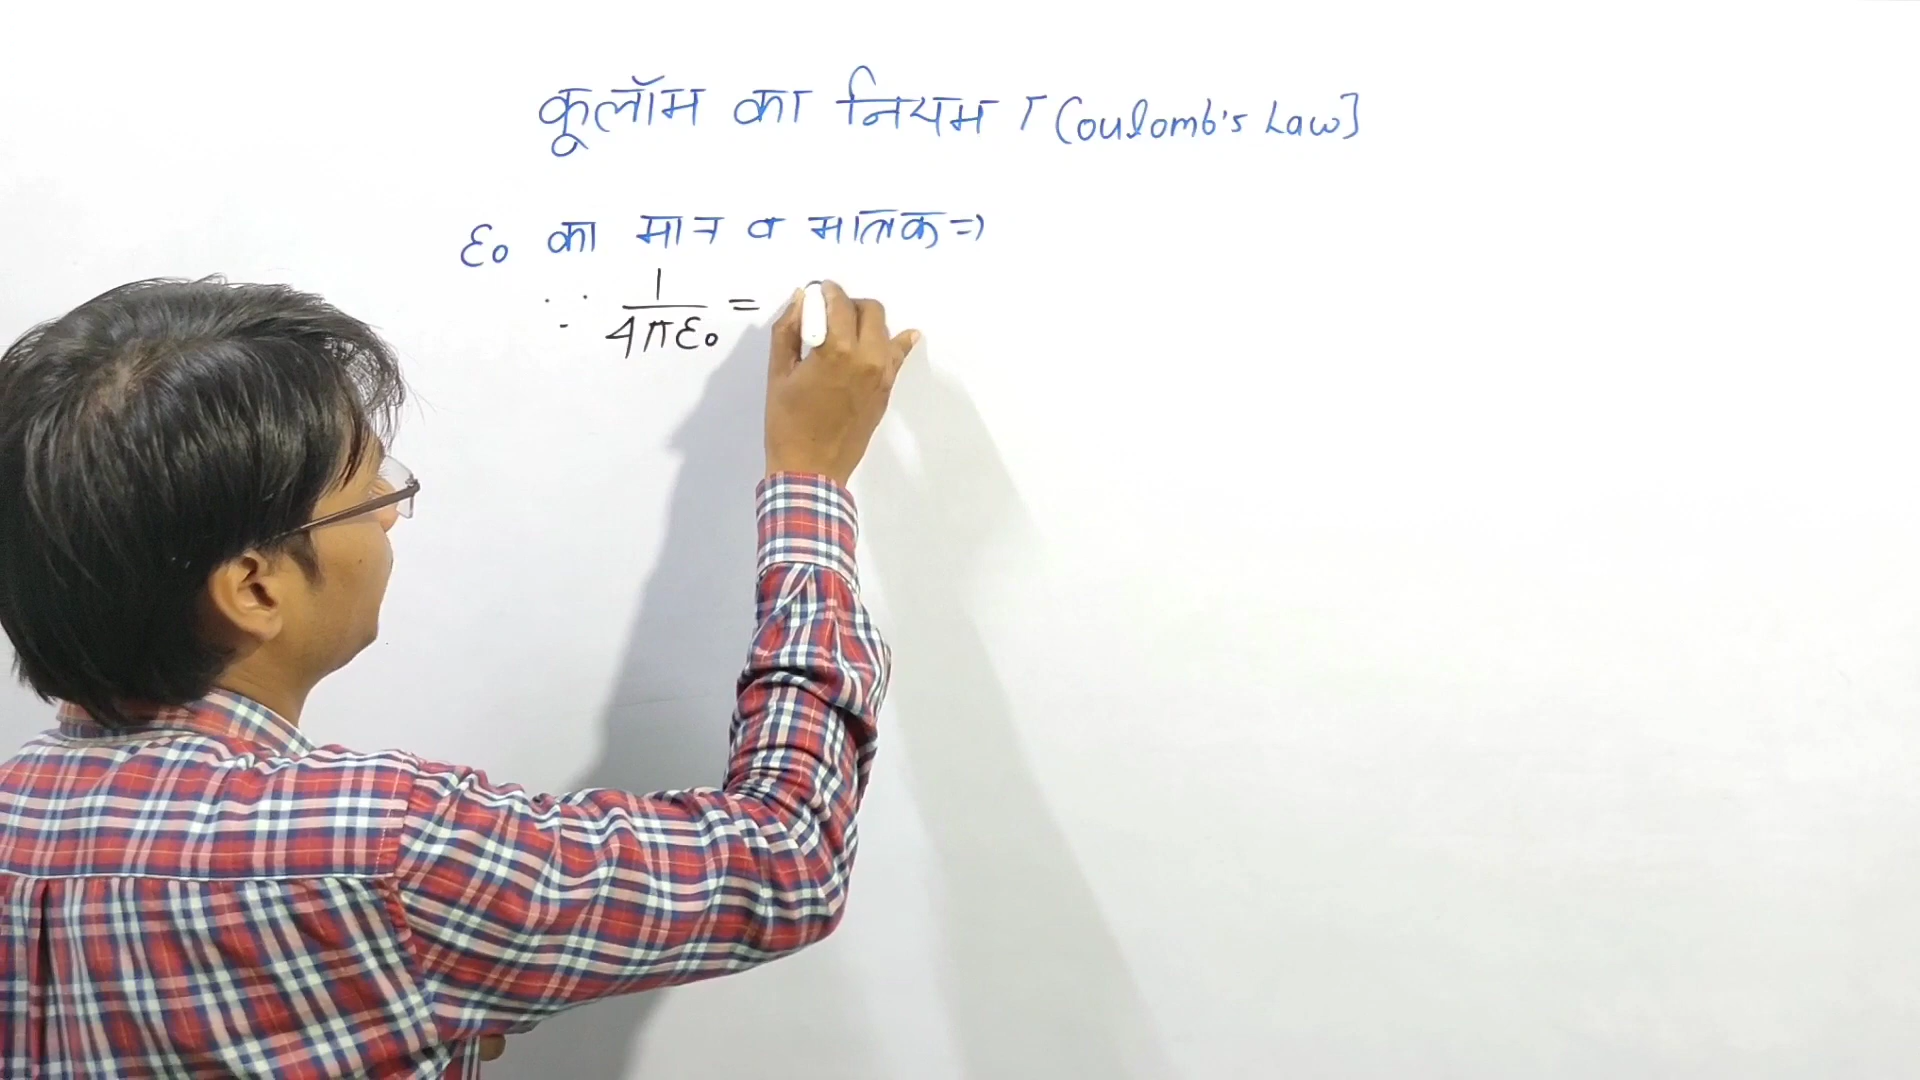 कूलॉम का नियम [Coulomb's Law]
ε₀ का मान व मात्रक ⇒
∵ 1/4πε₀ =